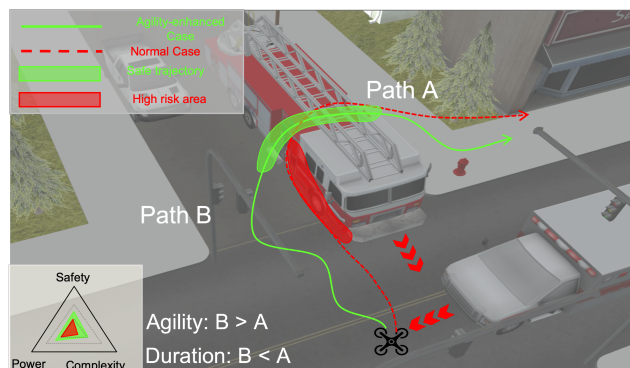 Agility-enhanced
Case
Normal Case
Safe trajectory
High risk area
Path A
Path B
Safety
Power
Complexity
Agility: B > A
Duration: B < A